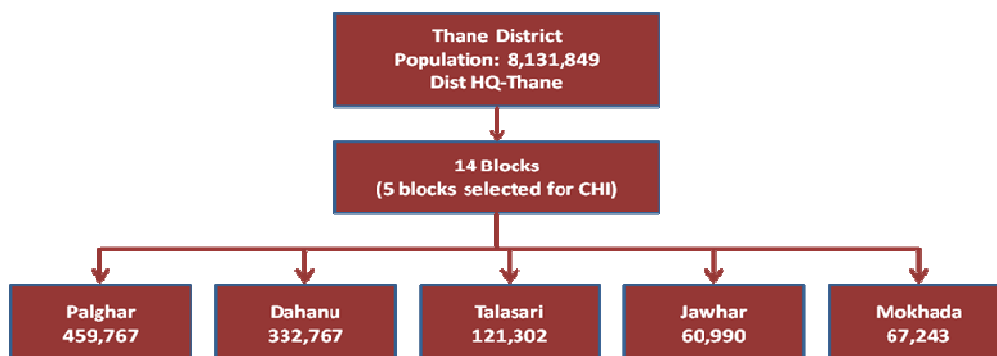 Thane District
Population: 8,131,849
Dist HQ-Thane
14 Blocks
(5 blocks selected for CHI)
Palghar
459,767
Dahanu
332,767
Talasari
121,302
Jawhar
60,990
Mokhada
67,243